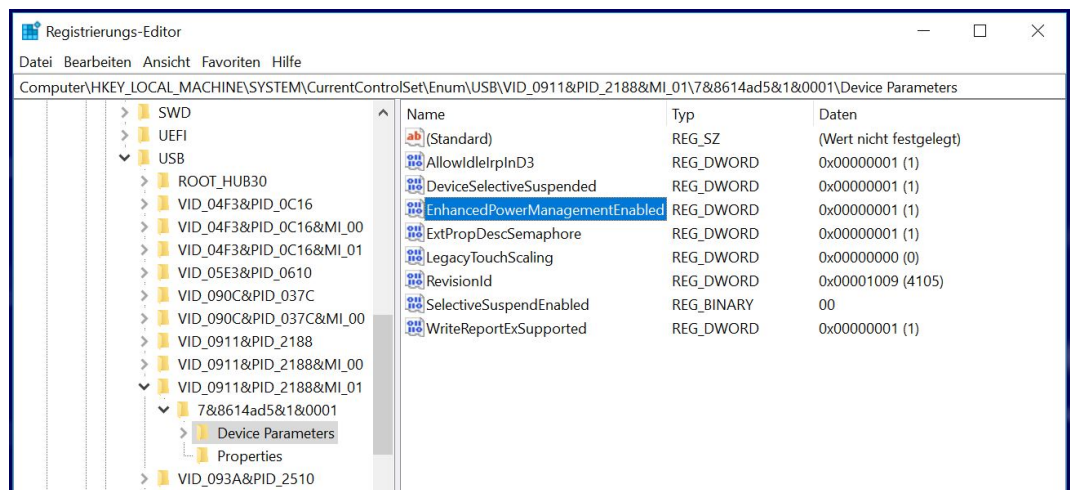 Registrierungs-Editor
Datei Bearbeiten Ansicht Favoriten Hilfe
Computer\HKEY_LOCAL_MACHINE\SYSTEM\CurrentControlSet\Enum\USB\VID_0911&PID_2188&MI_01\7&8614ad5&1&0001\Device Parameters
SWD
UEFI
USB
ROOT_HUB30
VID_04F3&PID_0C16
VID_04F3&PID_0C16&MI_00
VID_04F3&PID_0C16&MI_01
VID_05E3&PID_0610
VID_090C&PID_037C
VID_090C&PID_037C&MI_00
VID_0911&PID_2188
VID_0911&PID_2188&MI_00
VID_0911&PID_2188&MI_01
7&8614ad5&1&0001
Device Parameters
Properties
VID_093A&PID_2510
Name Typ Daten
(Standard) REG_SZ (Wert nicht festgelegt)
AllowIdleIrpInD3 REG_DWORD 0x00000001 (1)
DeviceSelectiveSuspended REG_DWORD 0x00000001 (1)
EnhancedPowerManagementEnabled REG_DWORD 0x00000001 (1)
ExtPropDescSemaphore REG_DWORD 0x00000001 (1)
LegacyTouchScaling REG_DWORD 0x00000000 (0)
RevisionId REG_DWORD 0x00001009 (4105)
SelectiveSuspendEnabled REG_BINARY 00
WriteReportExSupported REG_DWORD 0x00000001 (1)